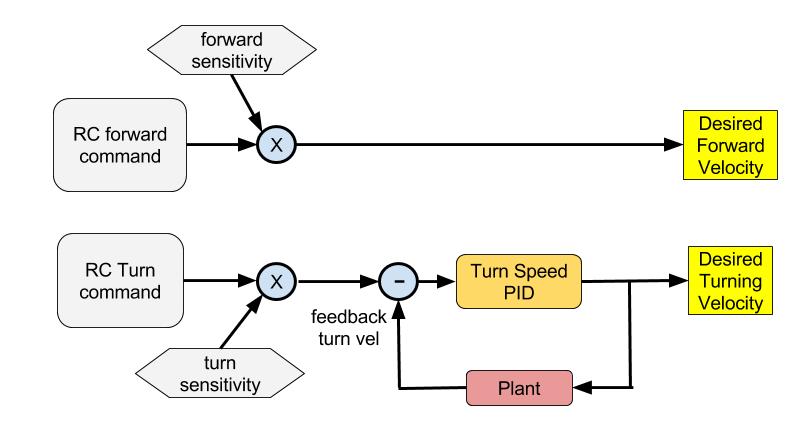 forward
sensitivity
RC forward
command
X
Desired
Forward
Velocity
RC Turn
command
X
-
Turn Speed
PID
Desired
Turning
Velocity
feedback
turn vel
turn
sensitivity
Plant